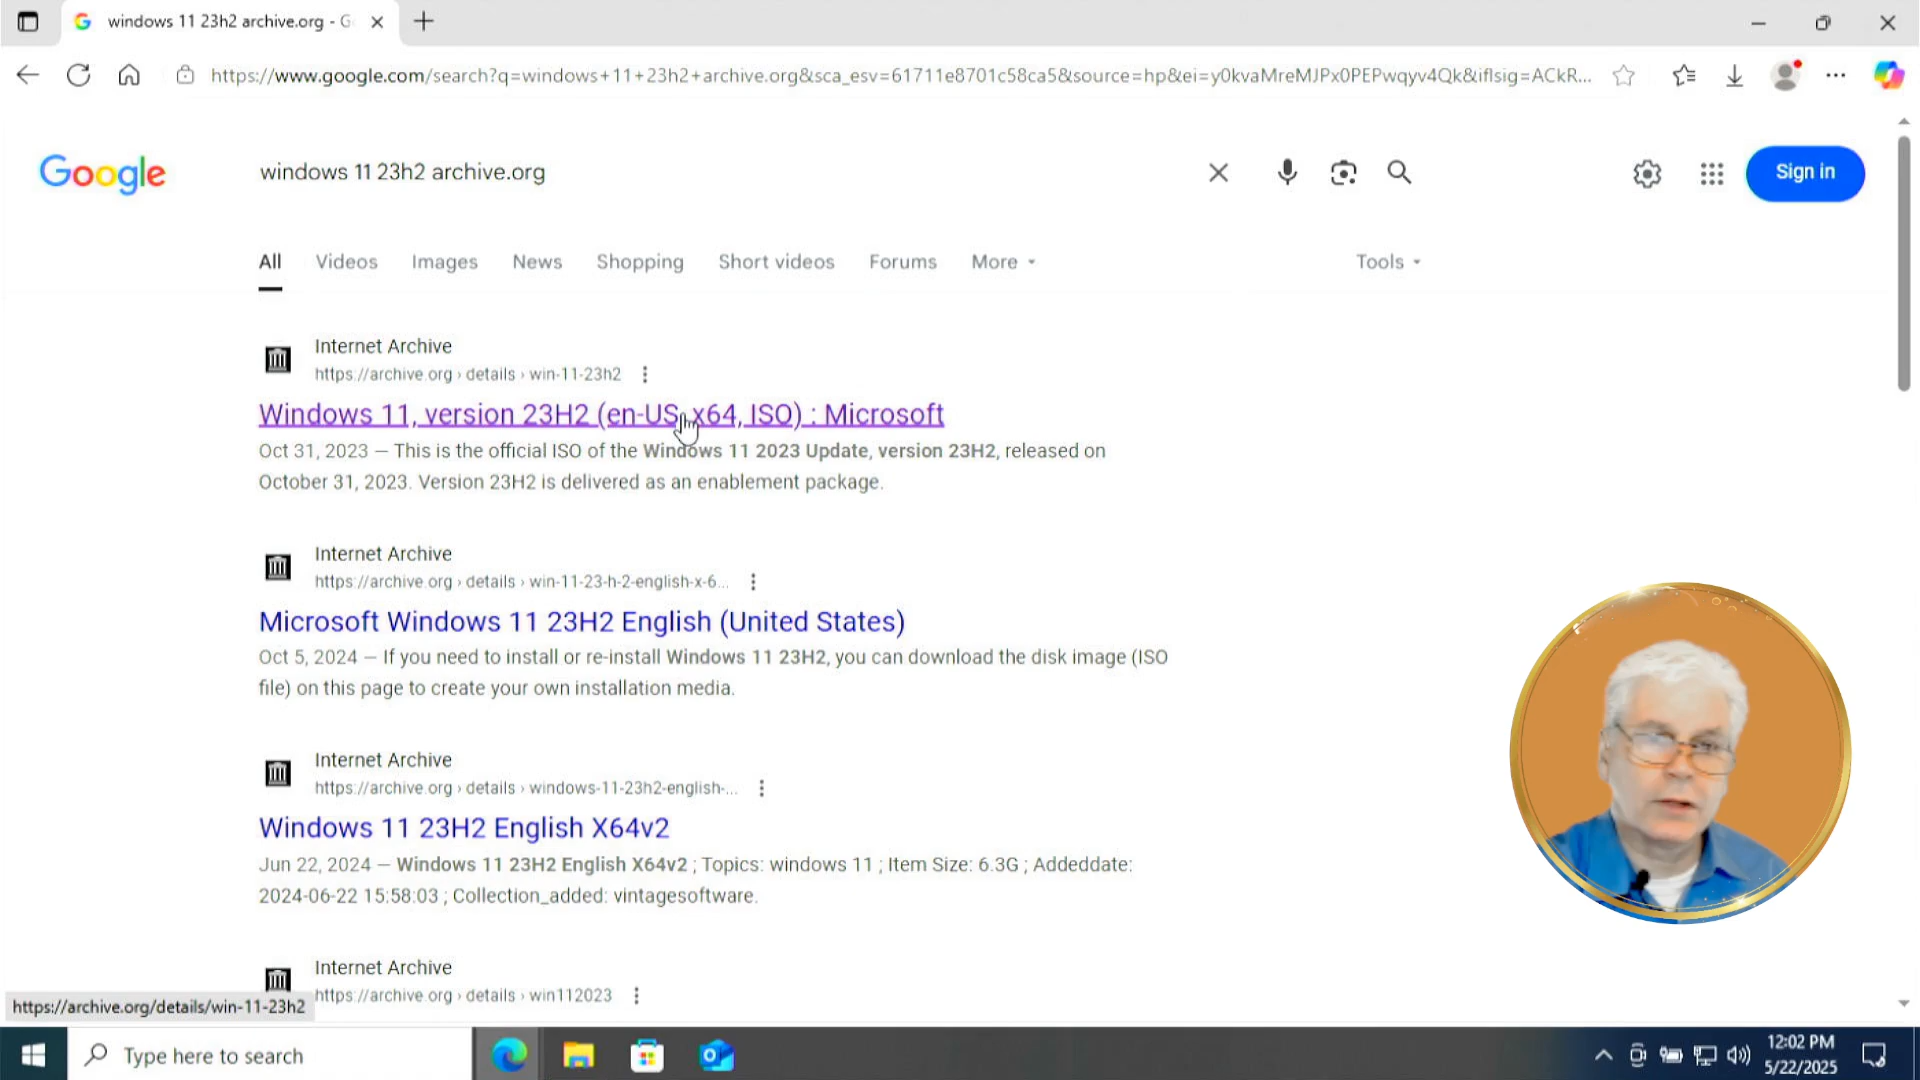 windows 11 23h2 archive.org - G
https://www.google.com/search?q=windows+11+23h2+archive.org&sca_esv=61711e8701c58ca5&source=hp&ei=y0kvaMreMJPx0PEPwqyv4Qk&iflsig=ACkR...
Google
windows 11 23h2 archive.org
Sign in
All Videos Images News Shopping Short videos Forums More Tools
Internet Archive
https://archive.org › details › win-11-23h2
Windows 11, version 23H2 (en-US, x64, ISO) : Microsoft
Oct 31, 2023 — This is the official ISO of the Windows 11 2023 Update, version 23H2, released on
October 31, 2023. Version 23H2 is delivered as an enablement package.
Internet Archive
https://archive.org › details › win-11-23-h-2-english-x-6...
Microsoft Windows 11 23H2 English (United States)
Oct 5, 2024 — If you need to install or re-install Windows 11 23H2, you can download the disk image (ISO
file) on this page to create your own installation media.
Internet Archive
https://archive.org › details › windows-11-23h2-english-...
Windows 11 23H2 English X64v2
Jun 22, 2024 — Windows 11 23H2 English X64v2 ; Topics: windows 11 ; Item Size: 6.3G ; Addeddate:
2024-06-22 15:58:03 ; Collection_added: vintagesoftware.
Internet Archive
https://archive.org › details › win112023
https://archive.org/details/win-11-23h2
Type here to search
12:02 PM
5/22/2025